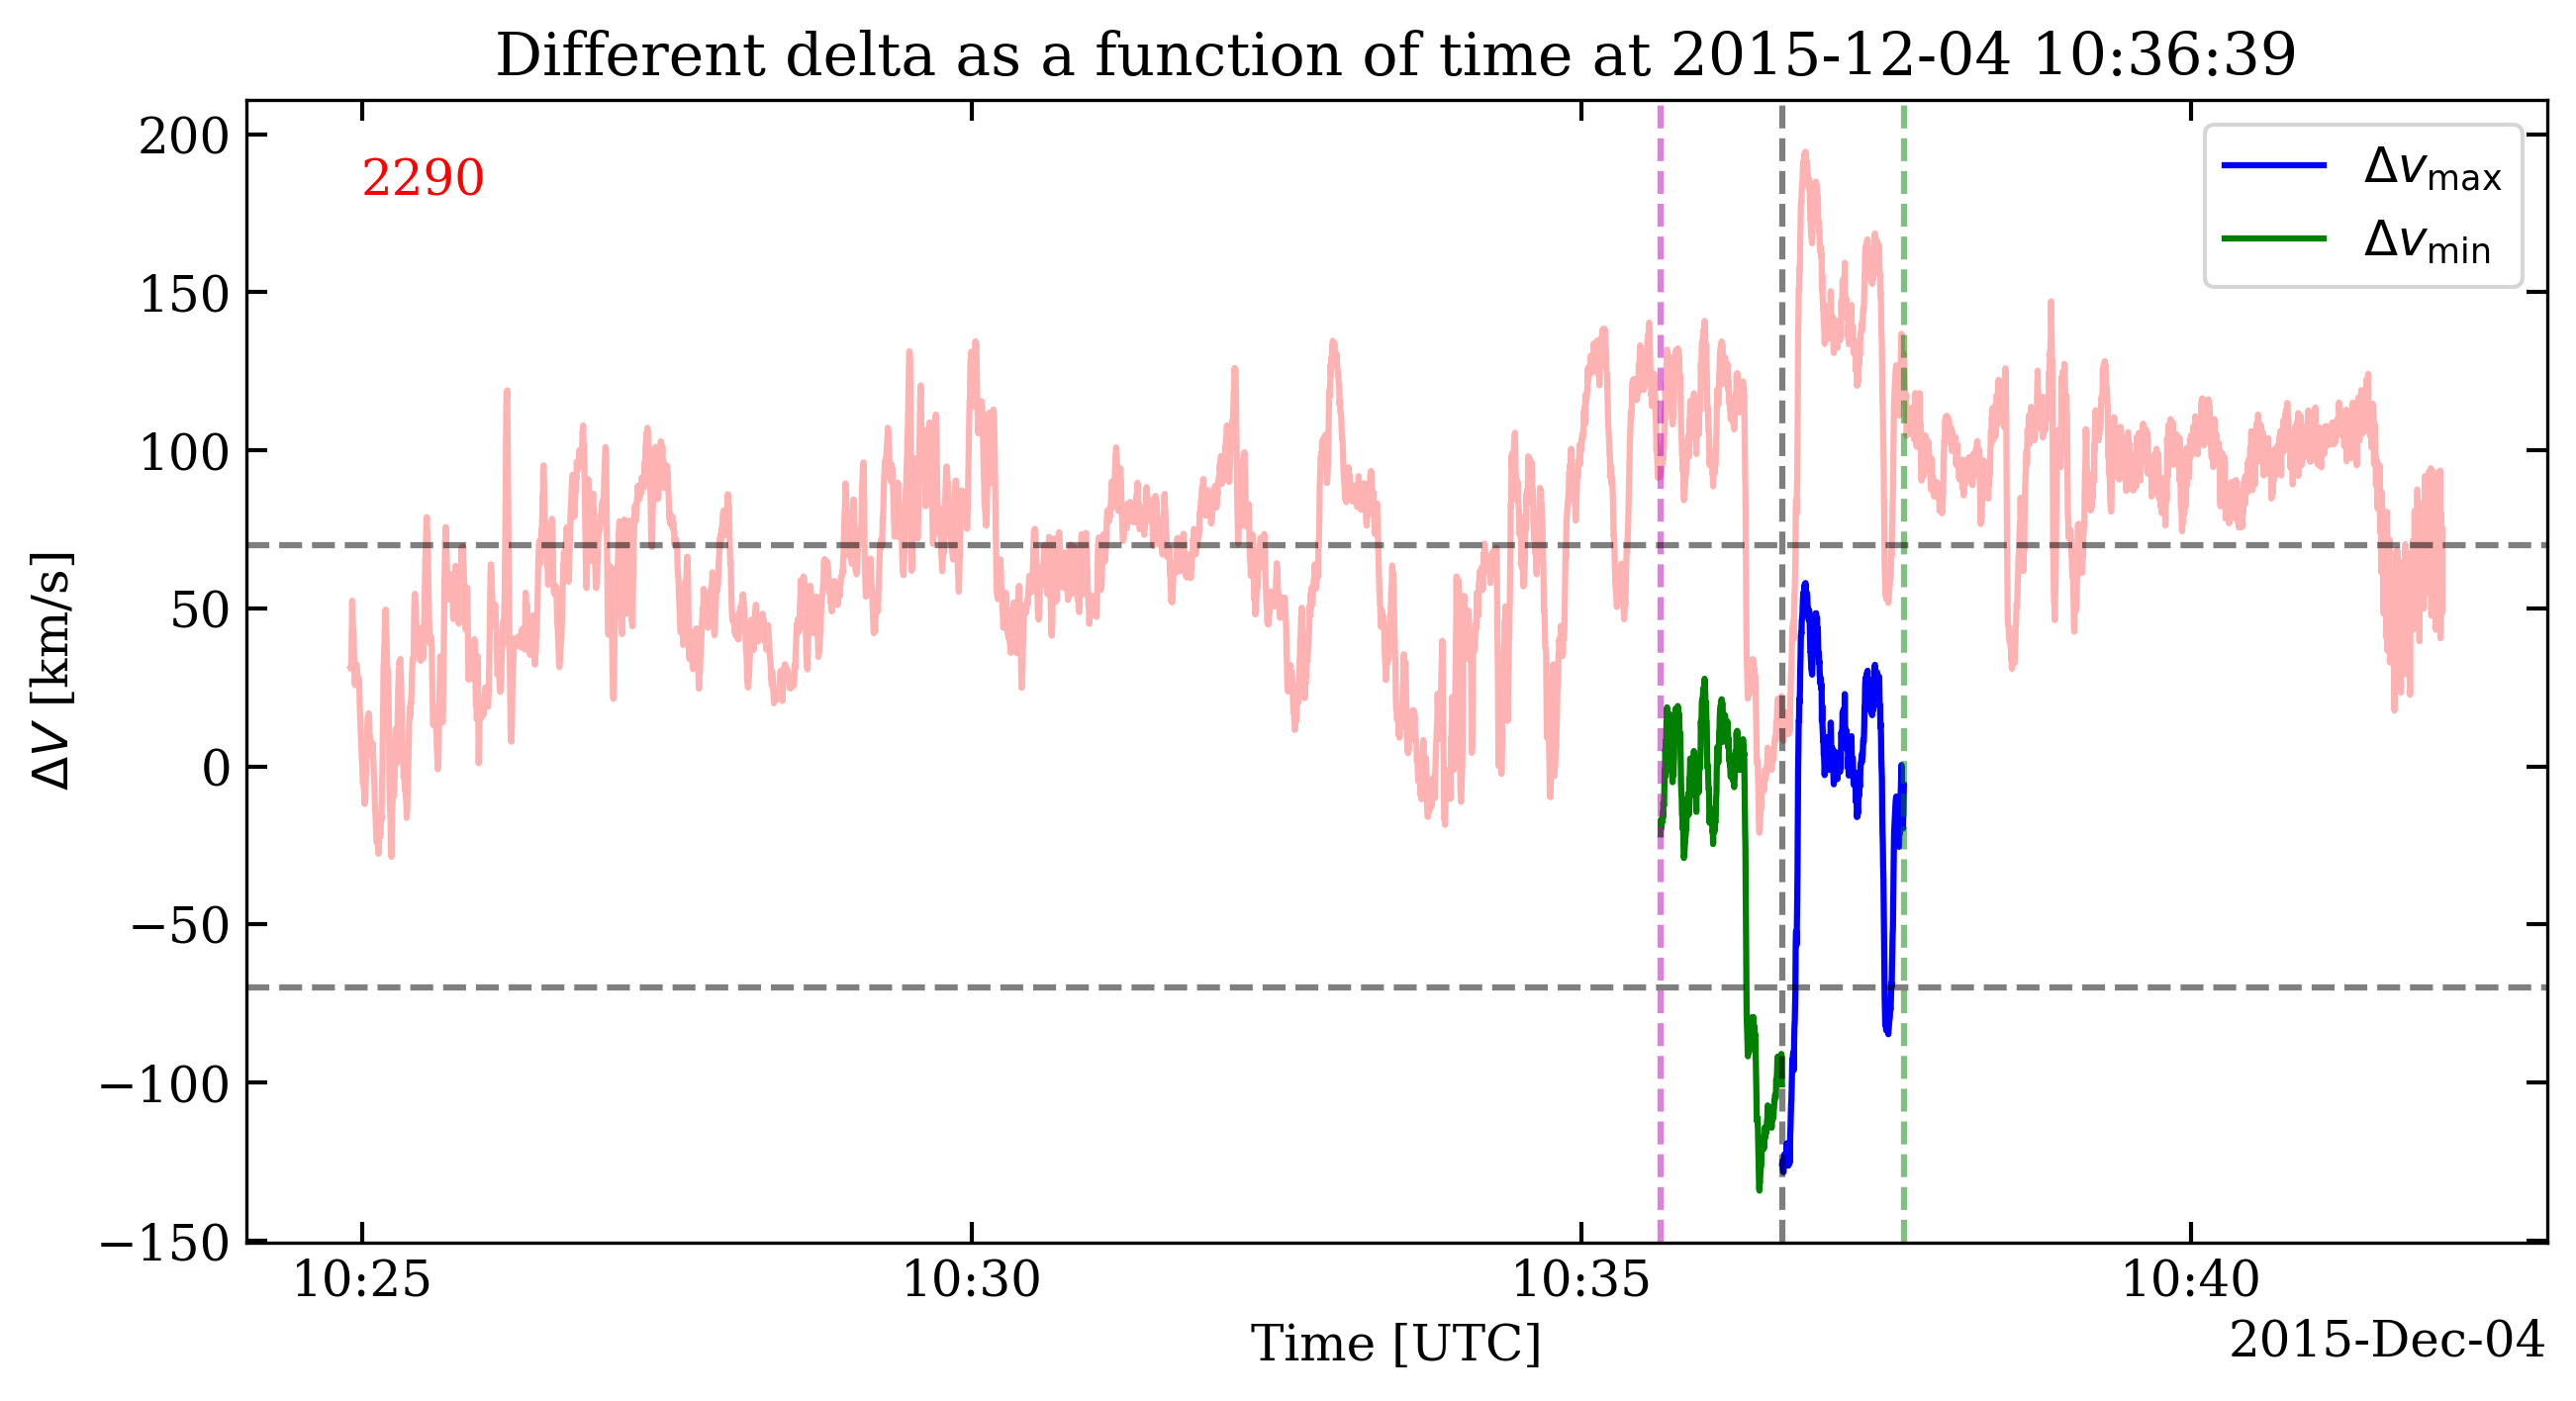 Different delta as a function of time at 2015-12-04 10:36:39
2290
Δv_max
Δv_min
200
150
100
50
0
−50
−100
−150
ΔV [km/s]
10:25 10:30 10:35 10:40
Time [UTC]
2015-Dec-04